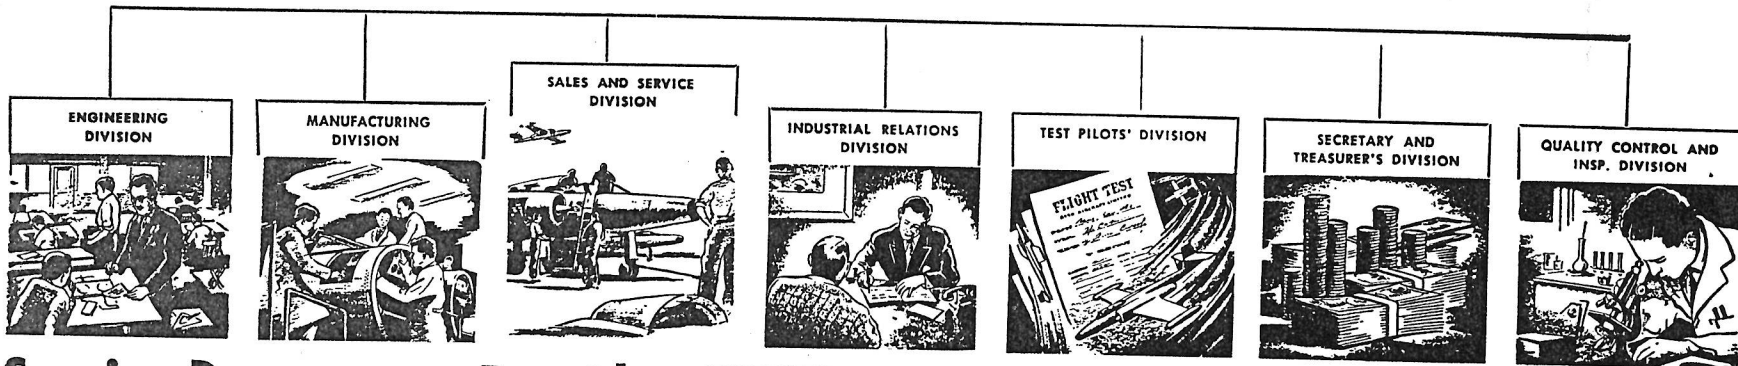 ENGINEERING
DIVISION
MANUFACTURING
DIVISION
SALES AND SERVICE
DIVISION
INDUSTRIAL RELATIONS
DIVISION
TEST PILOTS' DIVISION
SECRETARY AND
TREASURER'S DIVISION
QUALITY CONTROL AND
INSP. DIVISION
FLIGHT TEST